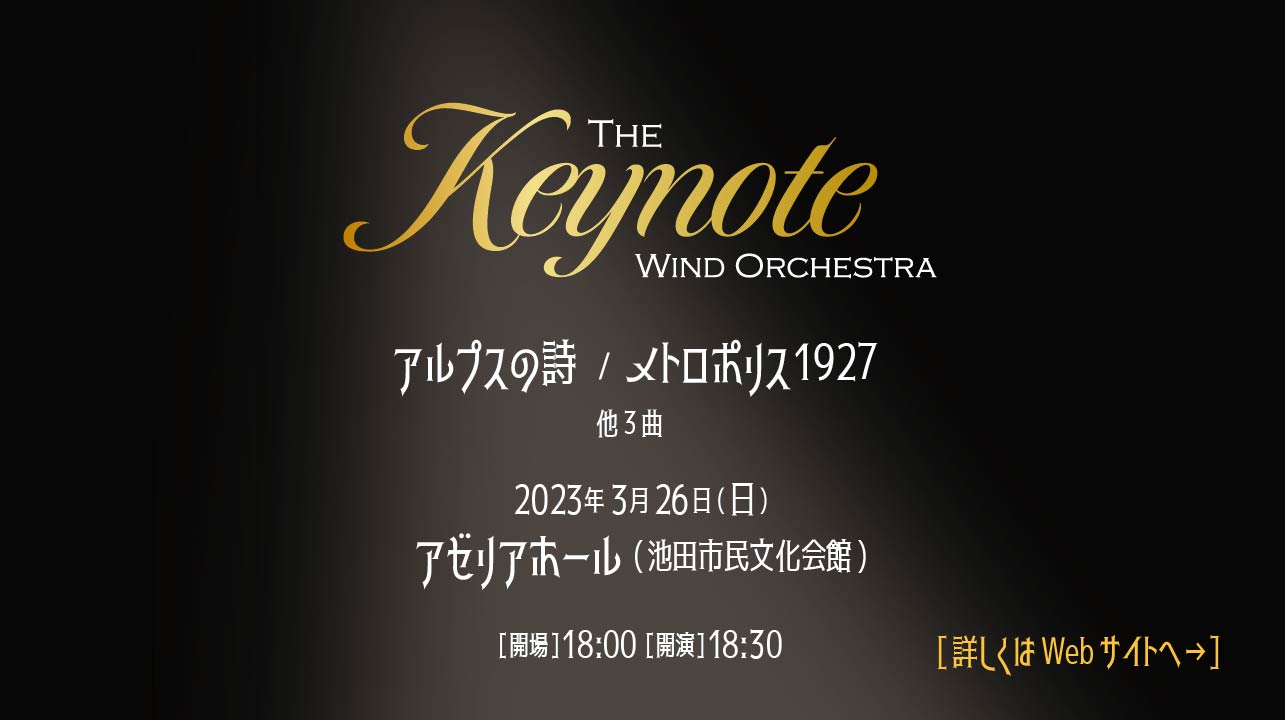 THE
Keynote
WIND ORCHESTRA
アルプスの詩 / メトロポリス1927
他3曲
2023年3月26日(日)
アゼリアホール(池田市民文化会館)
[開場]18:00 [開演]18:30
[詳しくはWebサイトへ→]